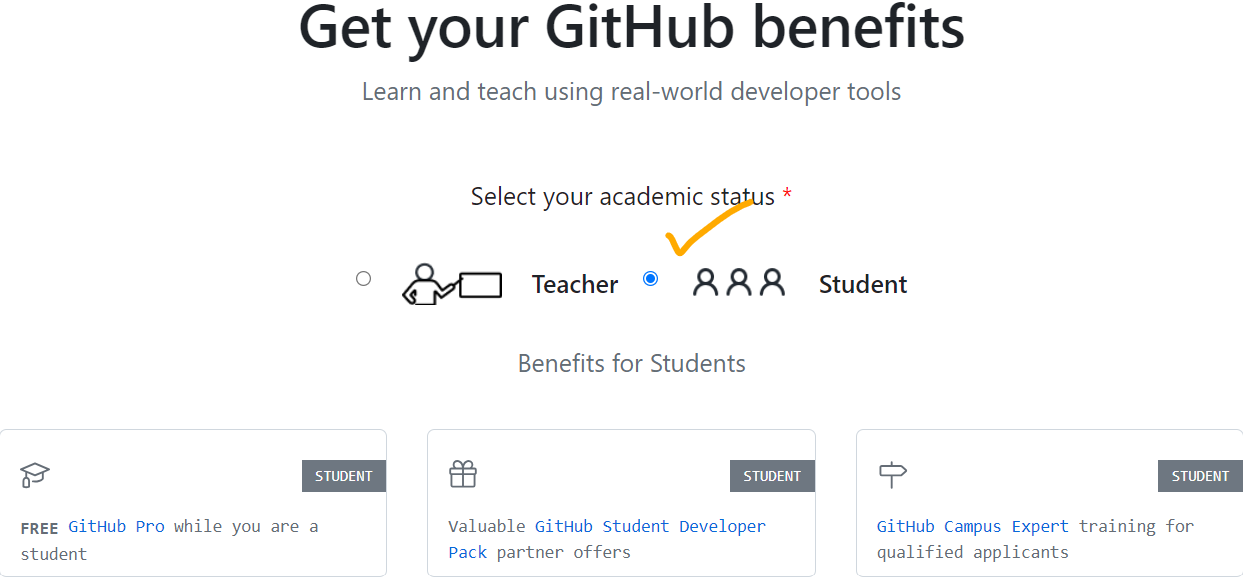 Get your GitHub benefits
Learn and teach using real-world developer tools
Select your academic status *
Teacher Student
Benefits for Students
STUDENT
FREE GitHub Pro while you are a
student
STUDENT
Valuable GitHub Student Developer
Pack partner offers
STUDENT
GitHub Campus Expert training for
qualified applicants